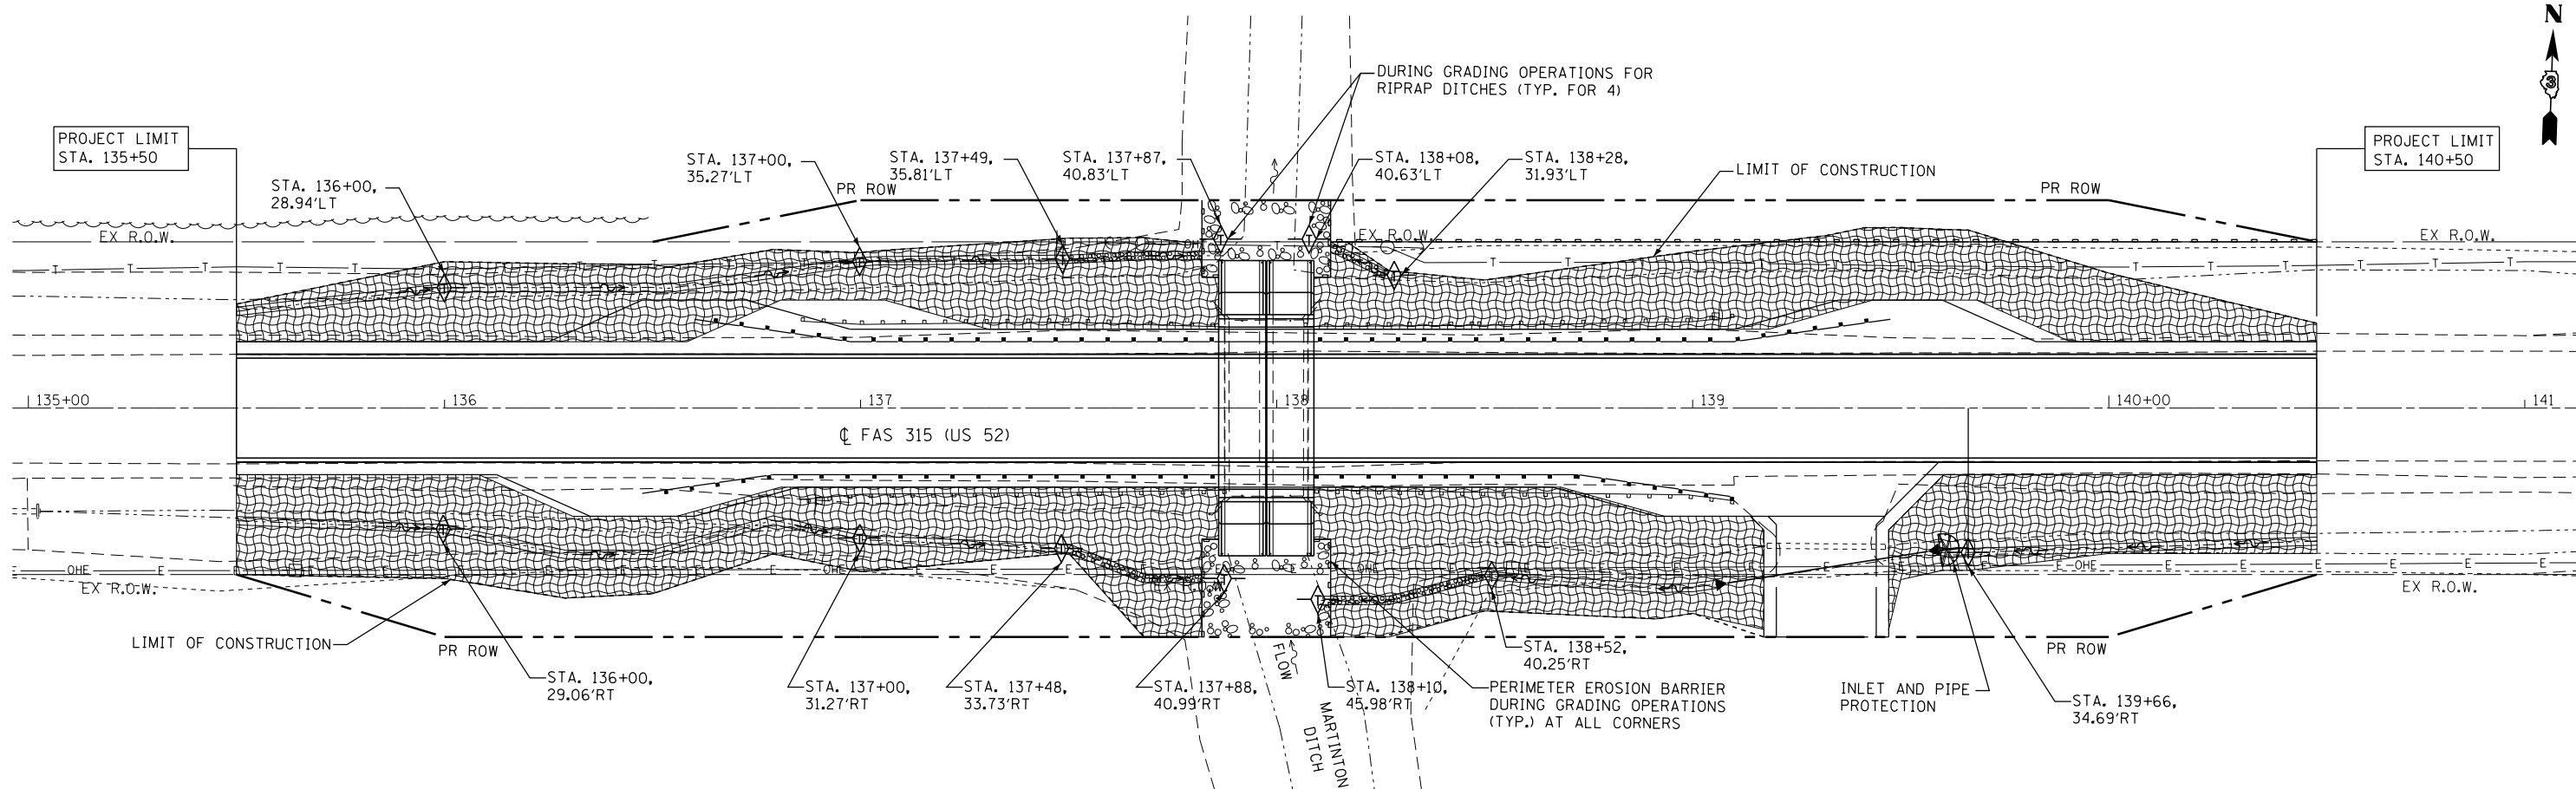 N
3
DURING GRADING OPERATIONS FOR
RIPRAP DITCHES (TYP. FOR 4)
PROJECT LIMIT
STA. 135+50
PROJECT LIMIT
STA. 140+50
STA. 136+00,
28.94'LT
STA. 137+00,
35.27'LT
STA. 137+49,
35.81'LT
STA. 137+87,
40.83'LT
STA. 138+08,
40.63'LT
STA. 138+28,
31.93'LT
LIMIT OF CONSTRUCTION
PR ROW
PR ROW
EX R.O.W.
EX R.O.W.
EX R.O.W.
T T T T T
T T T T T T T T
135+00
136
137
138
139
140+00
141
℄ FAS 315 (US 52)
E OHE E E E
OHE
OHE
OHE
E E E E
EX R.O.W.
EX R.O.W.
EX R.O.W.
LIMIT OF CONSTRUCTION
PR ROW
PR ROW
STA. 136+00,
29.06'RT
STA. 137+00,
31.27'RT
STA. 137+48,
33.73'RT
STA. 137+88,
40.99'RT
FLOW
STA. 138+10,
45.98'RT
STA. 138+52,
40.25'RT
PERIMETER EROSION BARRIER
DURING GRADING OPERATIONS
(TYP.) AT ALL CORNERS
INLET AND PIPE
PROTECTION
STA. 139+66,
34.69'RT
MARTINTON
DITCH